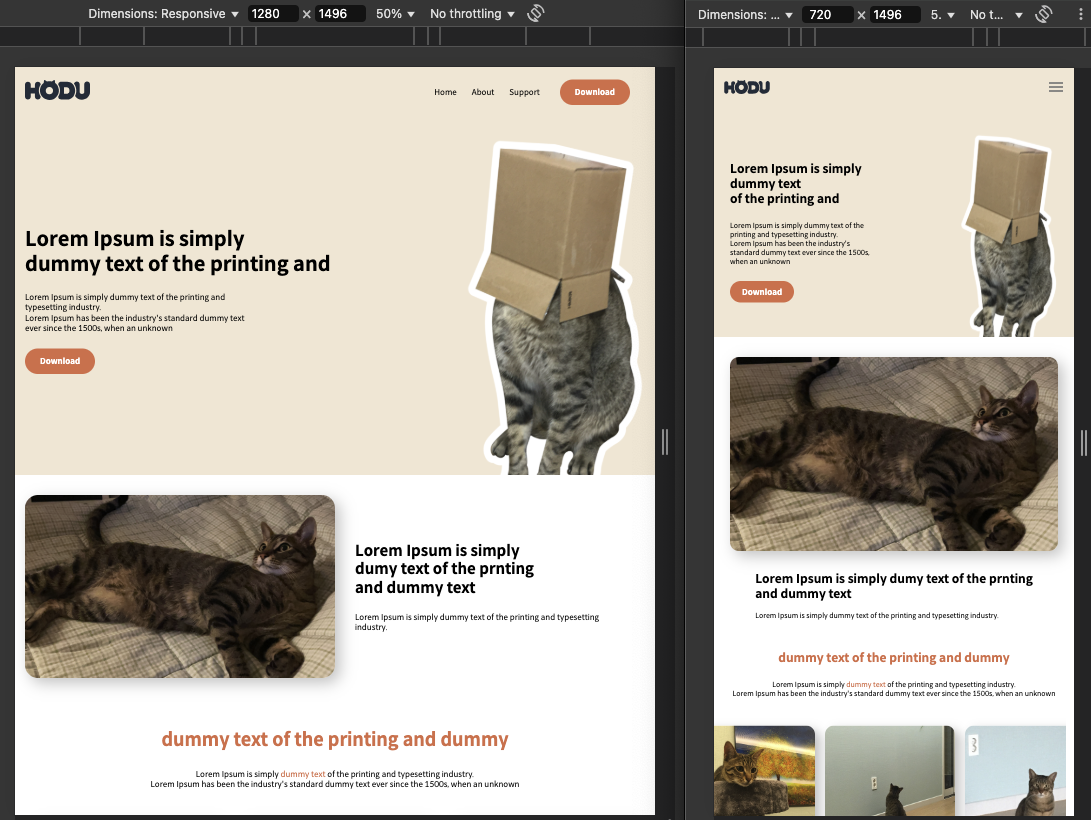 Dimensions: Responsive ▼ 1280 × 1496 50% ▼ No throttling ▼
HODU
Home About Support Download
Lorem Ipsum is simply
dummy text of the printing and
Lorem Ipsum is simply dummy text of the printing and
typesetting industry.
Lorem Ipsum has been the industry's standard dummy text
ever since the 1500s, when an unknown
Download
Lorem Ipsum is simply
dumy text of the prnting
and dummy text
Lorem Ipsum is simply dummy text of the printing and typesetting
industry.
dummy text of the printing and dummy
Lorem Ipsum is simply dummy text of the printing and typesetting industry.
Lorem Ipsum has been the industry's standard dummy text ever since the 1500s, when an unknown
Dimensions: ... ▼ 720 × 1496 5. ▼ No t... ▼
HODU
Lorem Ipsum is simply
dummy text
of the printing and
Lorem Ipsum is simply dummy text of the
printing and typesetting industry.
Lorem Ipsum has been the industry's
standard dummy text ever since the 1500s,
when an unknown
Download
Lorem Ipsum is simply dumy text of the prnting
and dummy text
Lorem Ipsum is simply dummy text of the printing and typesetting industry.
dummy text of the printing and dummy
Lorem Ipsum is simply dummy text of the printing and typesetting industry.
Lorem Ipsum has been the industry's standard dummy text ever since the 1500s, when an unknown